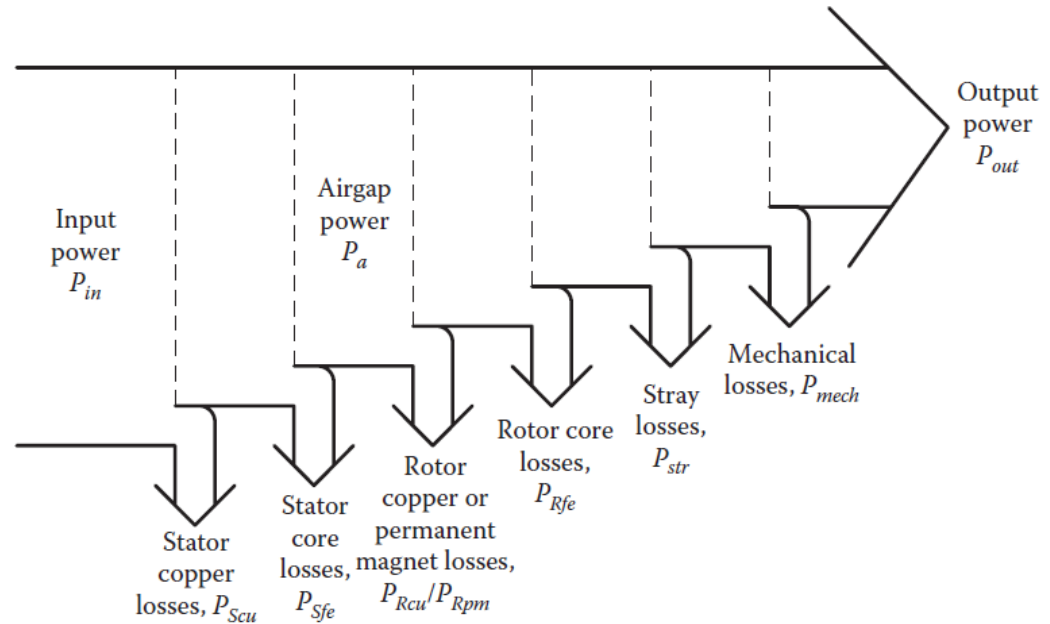 Output
power
P_out
Airgap
power
P_a
Input
power
P_in
Mechanical
losses, P_mech
Stray
losses,
P_str
Rotor core
losses,
P_Rfe
Rotor
copper or
permanent
magnet losses,
P_Rcu/P_Rpm
Stator
core
losses,
P_Sfe
Stator
copper
losses, P_Scu